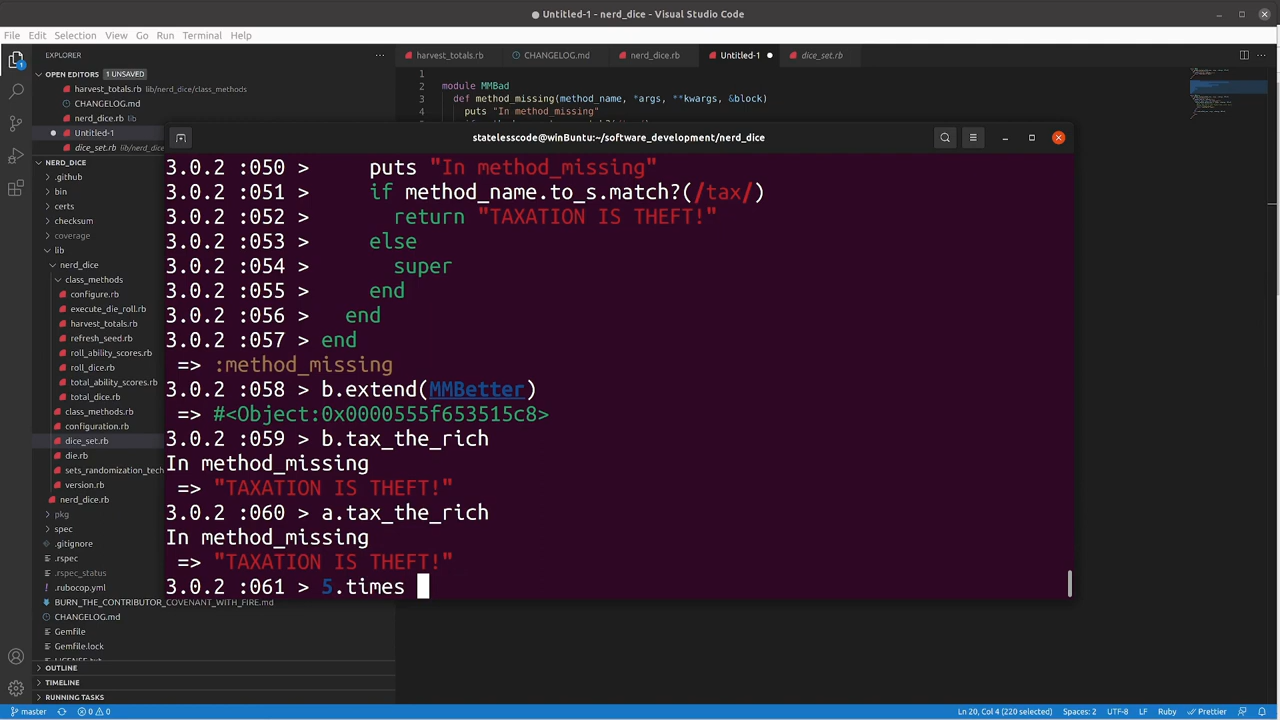 Untitled-1 - nerd_dice - Visual Studio Code
File Edit Selection View Go Run Terminal Help
EXPLORER
harvest_totals.rb CHANGELOG.md nerd_dice.rb Untitled-1 dice_set.rb
OPEN EDITORS 1 UNSAVED
harvest_totals.rb lib/nerd_dice/class_methods
CHANGELOG.md
nerd_dice.rb lib
Untitled-1
dice_set.rb lib/nerd_dice
NERD_DICE
.github
bin
certs
checksum
coverage
lib
nerd_dice
class_methods
configure.rb
execute_die_roll.rb
harvest_totals.rb
refresh_seed.rb
roll_ability_scores.rb
roll_dice.rb
total_ability_scores.rb
total_dice.rb
class_methods.rb
configuration.rb
dice_set.rb
die.rb
sets_randomization_tech
version.rb
nerd_dice.rb
pkg
spec
.gitignore
.rspec
.rspec_status
.rubocop.yml
BURN_THE_CONTRIBUTOR_COVENANT_WITH_FIRE.md
CHANGELOG.md
Gemfile
Gemfile.lock
OUTLINE
TIMELINE
RUNNING TASKS
1
2 module MMBad
3 def method_missing(method_name, *args, **kwargs, &block)
4 puts "In method_missing"
statelesscode@winBuntu:~/software_development/nerd_dice
3.0.2 :050 > puts "In method_missing"
3.0.2 :051 > if method_name.to_s.match?(/tax/)
3.0.2 :052 > return "TAXATION IS THEFT!"
3.0.2 :053 > else
3.0.2 :054 > super
3.0.2 :055 > end
3.0.2 :056 > end
3.0.2 :057 > end
=> :method_missing
3.0.2 :058 > b.extend(MMBetter)
=> #<Object:0x0000555f653515c8>
3.0.2 :059 > b.tax_the_rich
In method_missing
=> "TAXATION IS THEFT!"
3.0.2 :060 > a.tax_the_rich
In method_missing
=> "TAXATION IS THEFT!"
3.0.2 :061 > 5.times
master 0 0 Ln 20, Col 4 (220 selected) Spaces: 2 UTF-8 LF Ruby Prettier